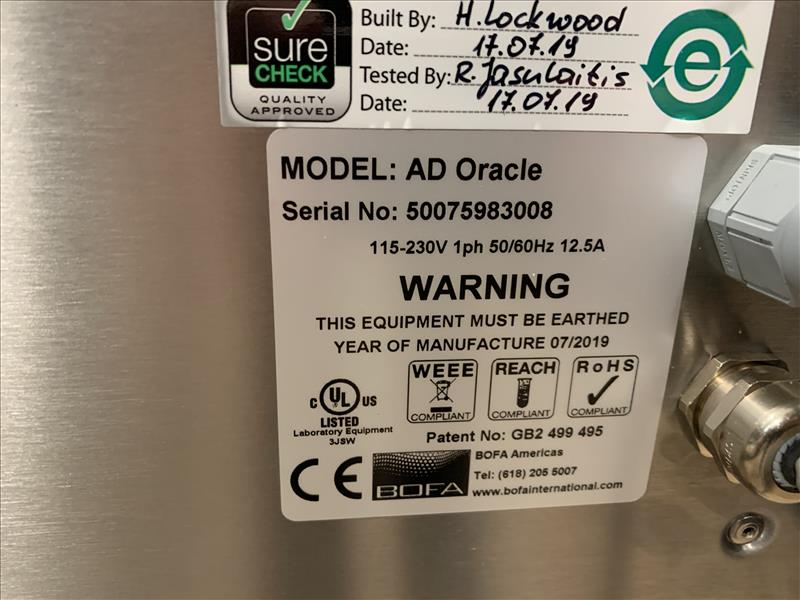 sure
CHECK
QUALITY
APPROVED
Built By: H. Lockwood
Date: 17.07.19
Tested By: R. Jasulaitis
Date: 17.07.19
e
MODEL: AD Oracle
Serial No: 50075983008
115-230V 1ph 50/60Hz 12.5A
WARNING
THIS EQUIPMENT MUST BE EARTHED
YEAR OF MANUFACTURE 07/2019
C UL US
LISTED
Laboratory Equipment
3JSW
WEEE
COMPLIANT
REACH
COMPLIANT
RoHS
COMPLIANT
Patent No: GB2 499 495
CE
BOFA
BOFA Americas
Tel: (618) 205 5007
www.bofainternational.com